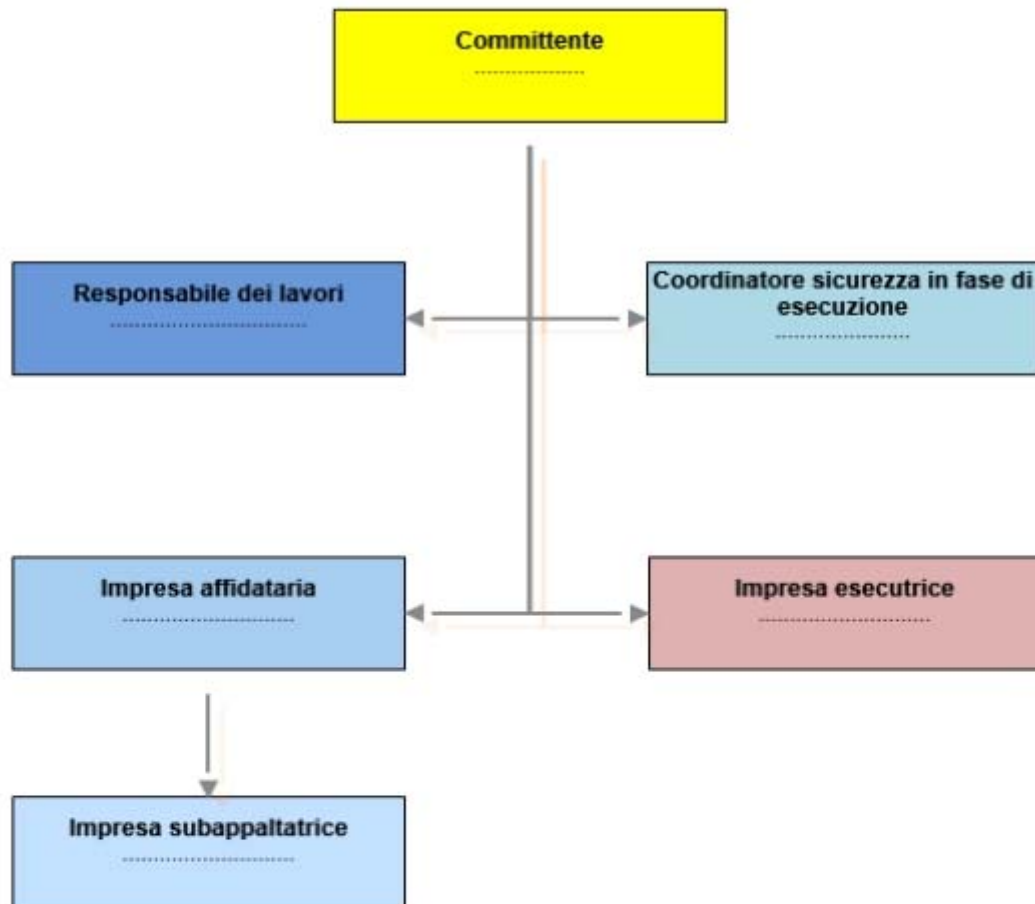 Committente
..................
Responsabile dei lavori
................................
Coordinatore sicurezza in fase di
esecuzione
......................
Impresa affidataria
............................
Impresa esecutrice
............................
Impresa subappaltatrice
............................